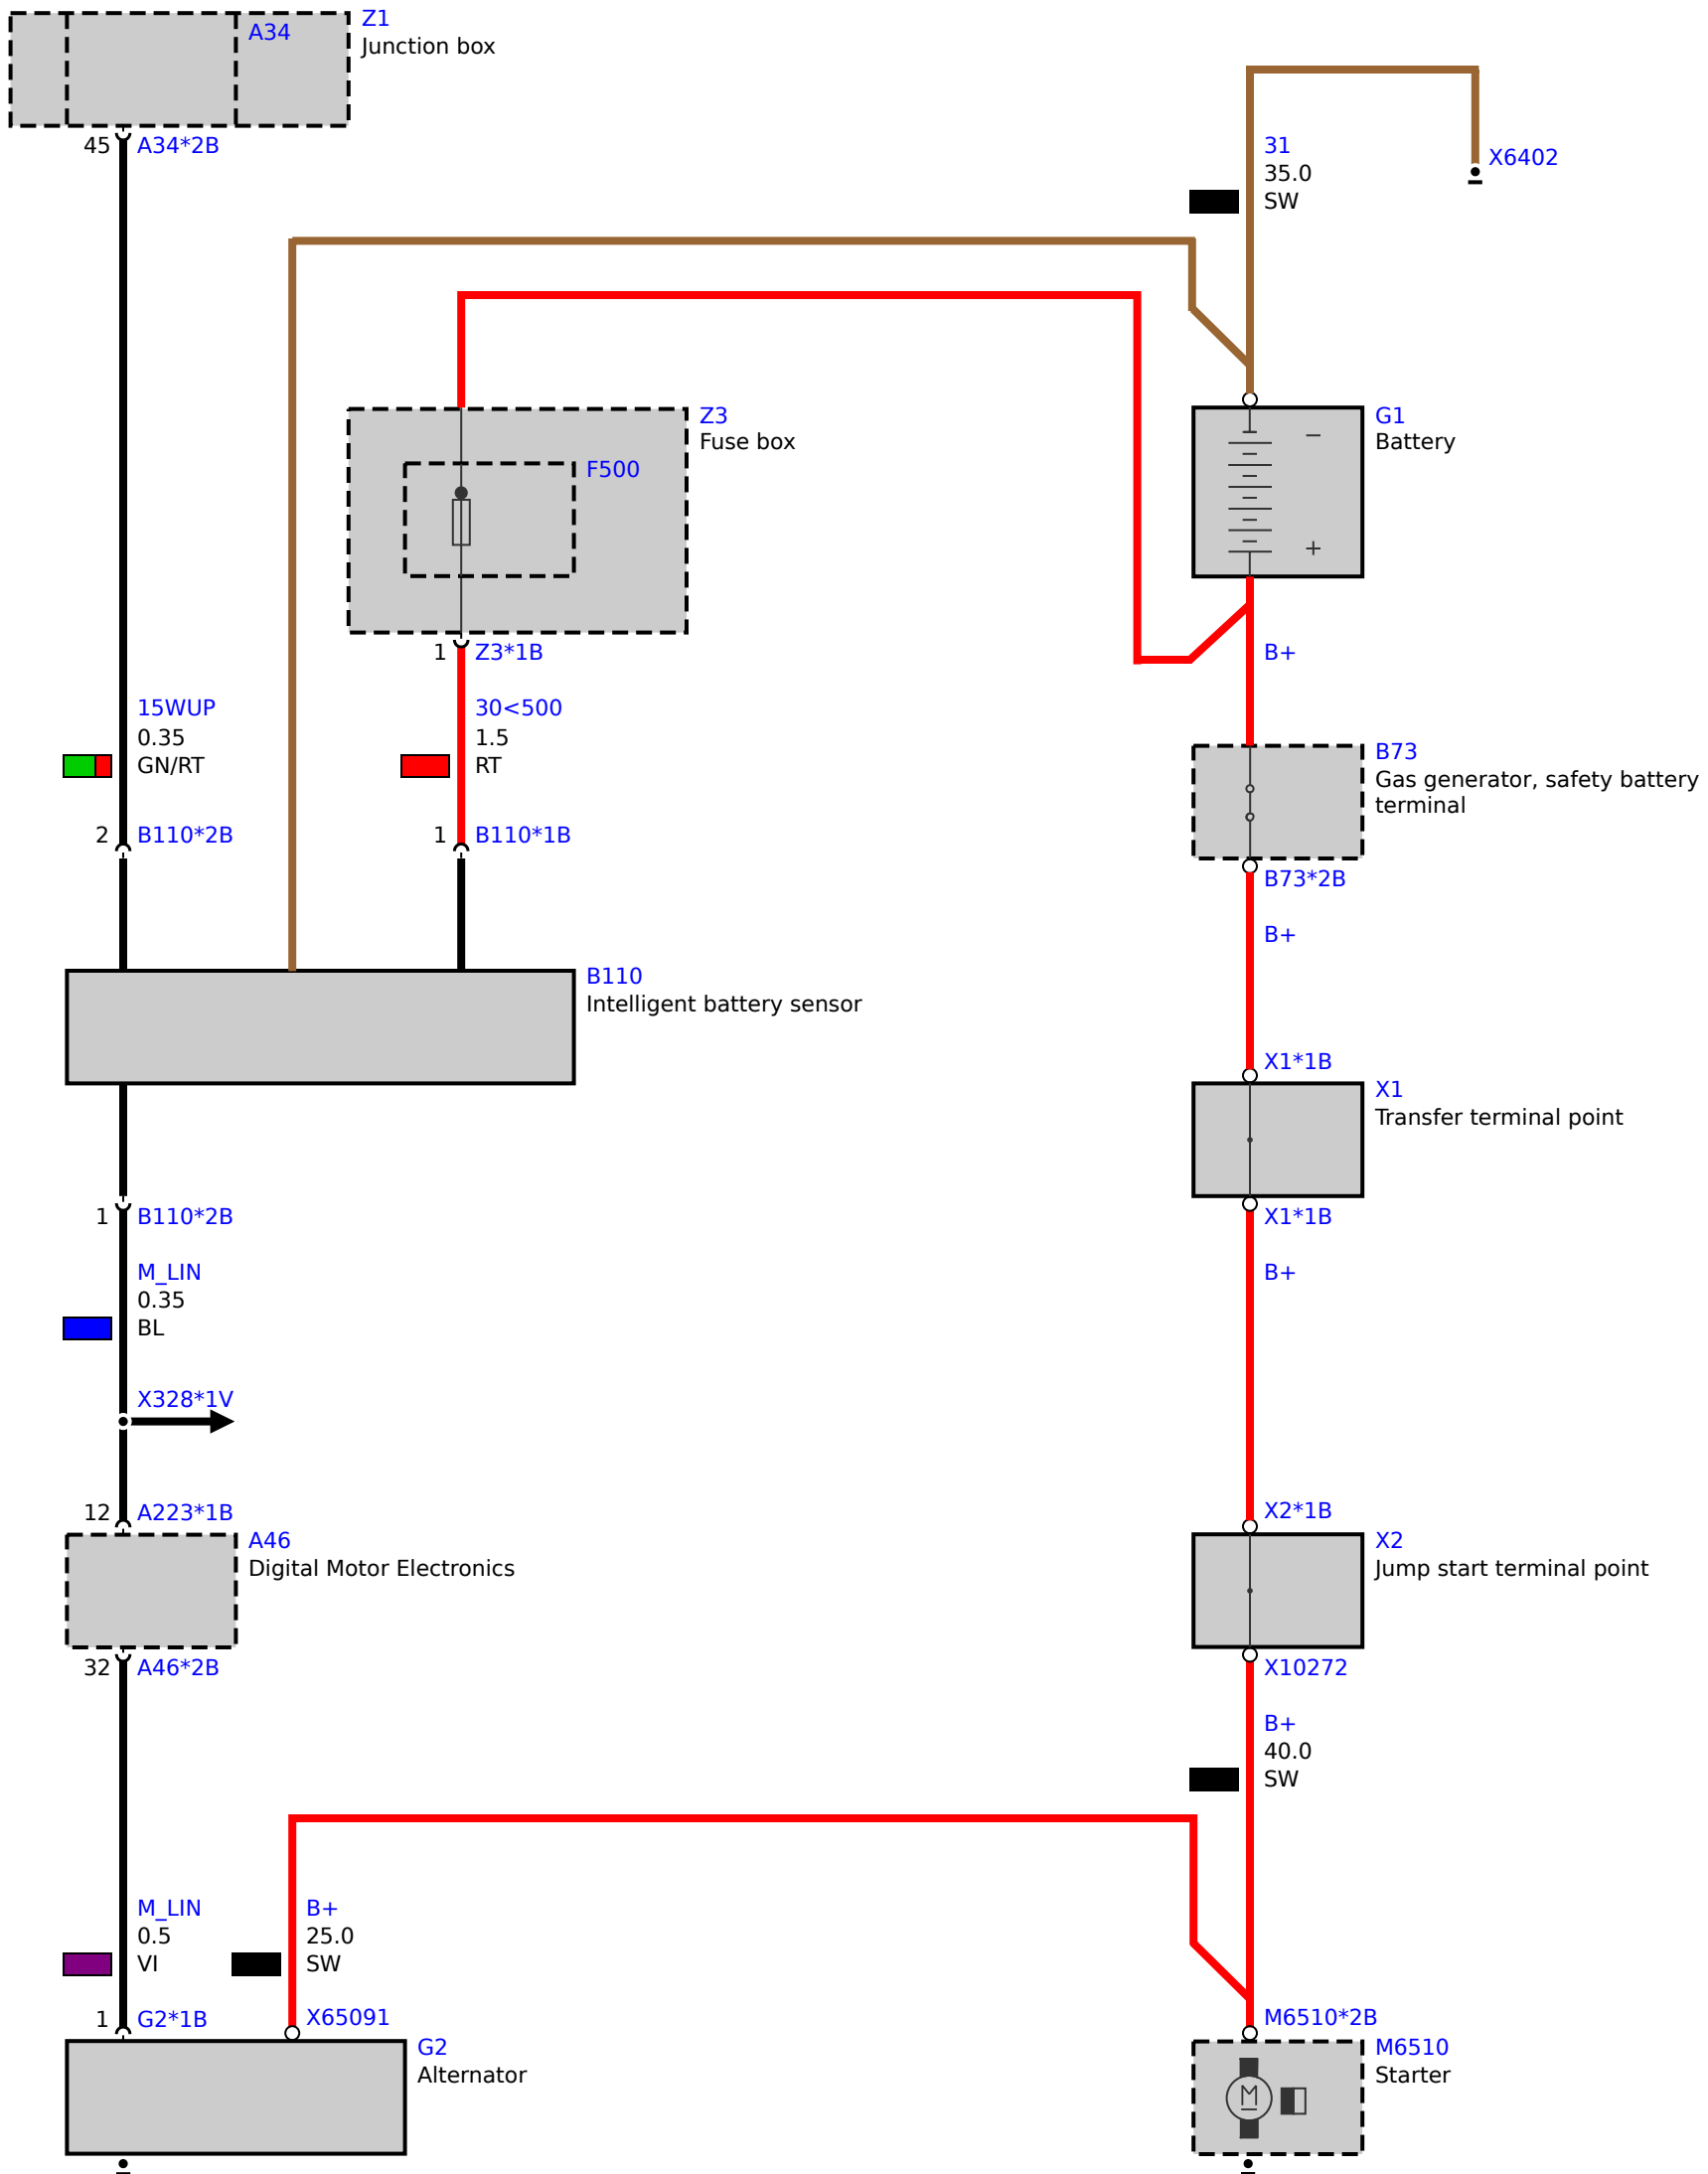 A34
Z1
Junction box
45 A34*2B
31
35.0
SW
X6402
Z3
Fuse box
F500
G1
Battery
−
+
1 Z3*1B
B+
15WUP
0.35
GN/RT
30<500
1.5
RT
B73
Gas generator, safety battery
terminal
2 B110*2B
1 B110*1B
B73*2B
B+
B110
Intelligent battery sensor
X1*1B
X1
Transfer terminal point
1 B110*2B
X1*1B
M_LIN
0.35
BL
B+
X328*1V
12 A223*1B
X2*1B
A46
Digital Motor Electronics
X2
Jump start terminal point
32 A46*2B
X10272
B+
40.0
SW
M_LIN
0.5
VI
B+
25.0
SW
1 G2*1B
X65091
M6510*2B
G2
Alternator
M6510
Starter
M